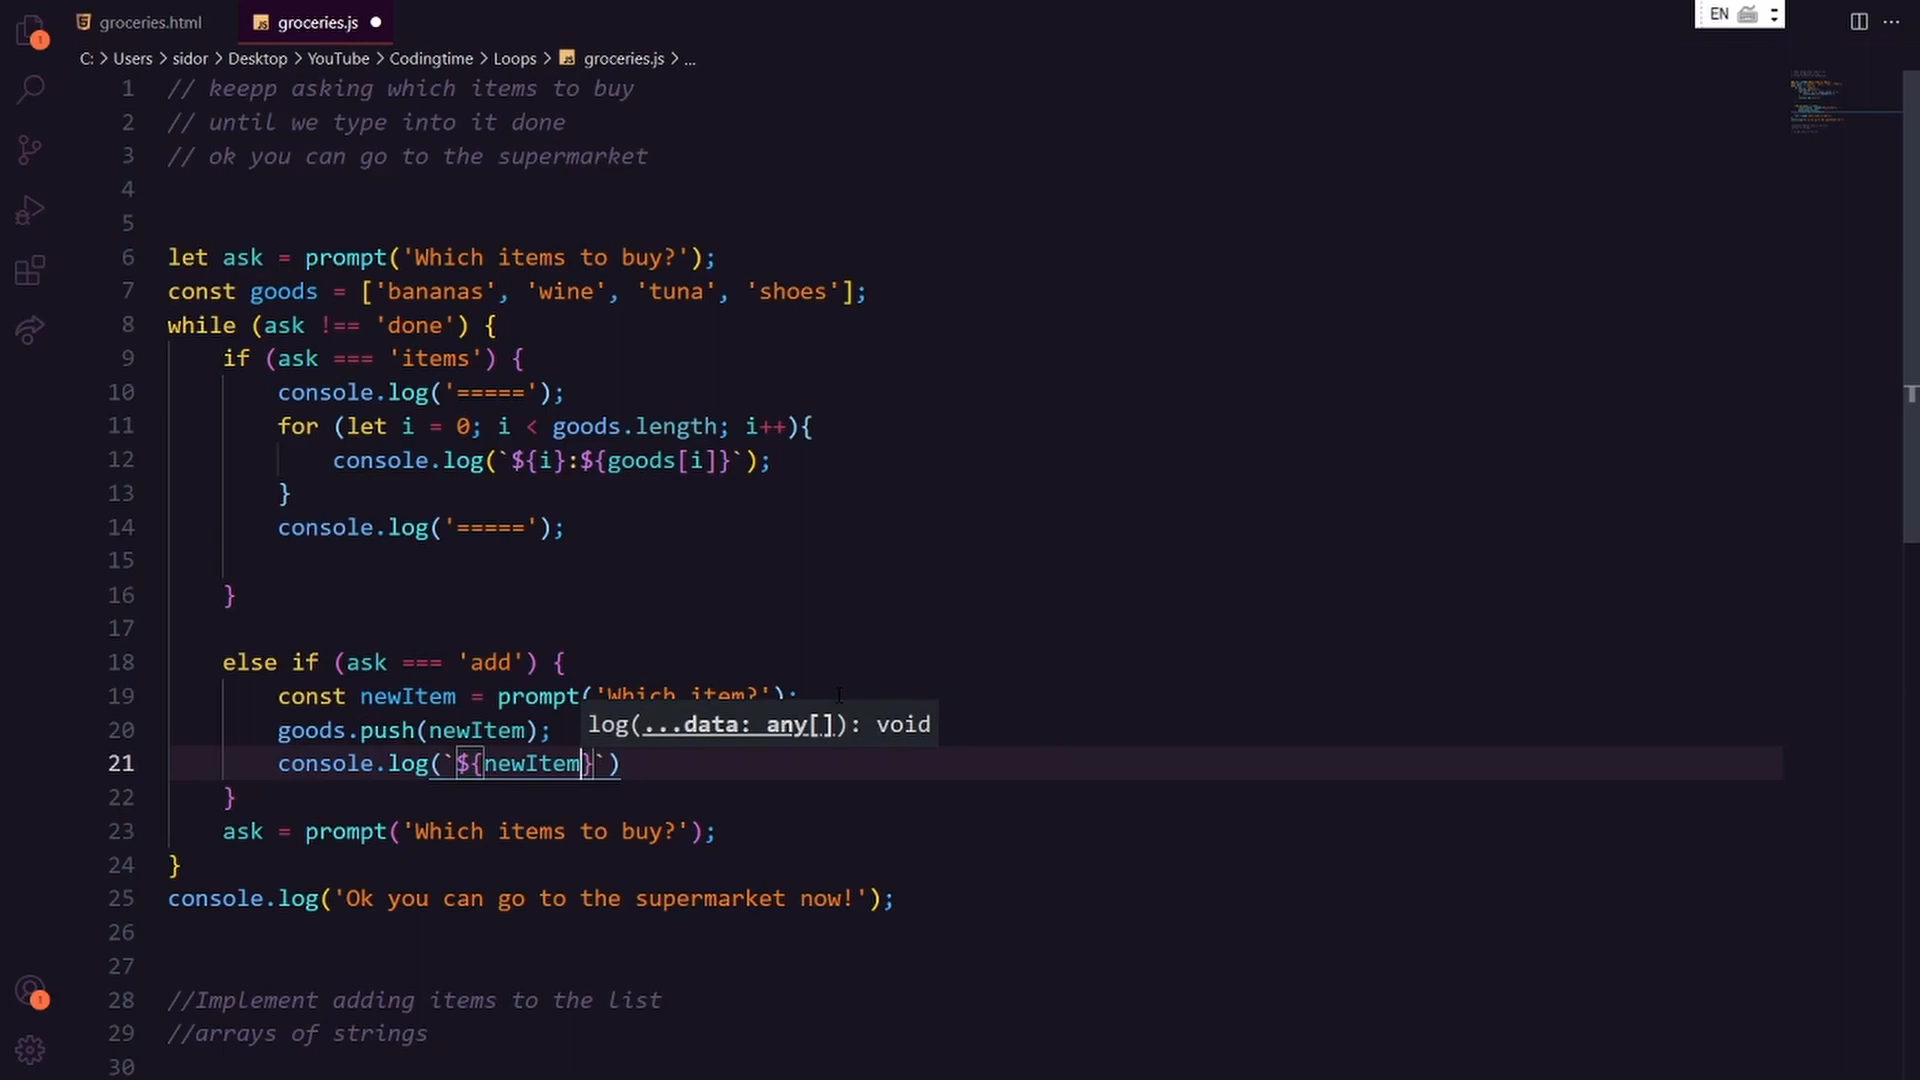 groceries.html groceries.js EN
C: Users sidor Desktop YouTube Codingtime Loops groceries.js ...
1 // keepp asking which items to buy
2 // until we type into it done
3 // ok you can go to the supermarket
4
5
6 let ask = prompt('Which items to buy?');
7 const goods = ['bananas', 'wine', 'tuna', 'shoes'];
8 while (ask !== 'done') {
9 if (ask === 'items') {
10 console.log('=====');
11 for (let i = 0; i < goods.length; i++){
12 console.log(`${i}:${goods[i]}`);
13 }
14 console.log('=====');
15
16 }
17
18 else if (ask === 'add') {
19 const newItem = prompt('Which item?');
log(...data: any[]): void
20 goods.push(newItem);
21 console.log(`${newItem}`)
22 }
23 ask = prompt('Which items to buy?');
24 }
25 console.log('Ok you can go to the supermarket now!');
26
27
28 //Implement adding items to the list
29 //arrays of strings
30
1
1